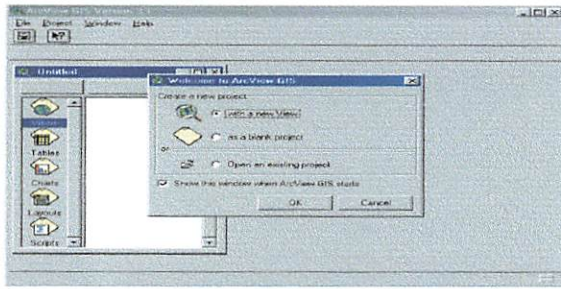 ArcView GIS Version 3.1
File Project Window Help
Untitled
Views
Tables
Charts
Layouts
Scripts
Welcome to ArcView GIS
Create a new project
with a new View
as a blank project
or
Open an existing project
Show this window when ArcView GIS starts
OK Cancel